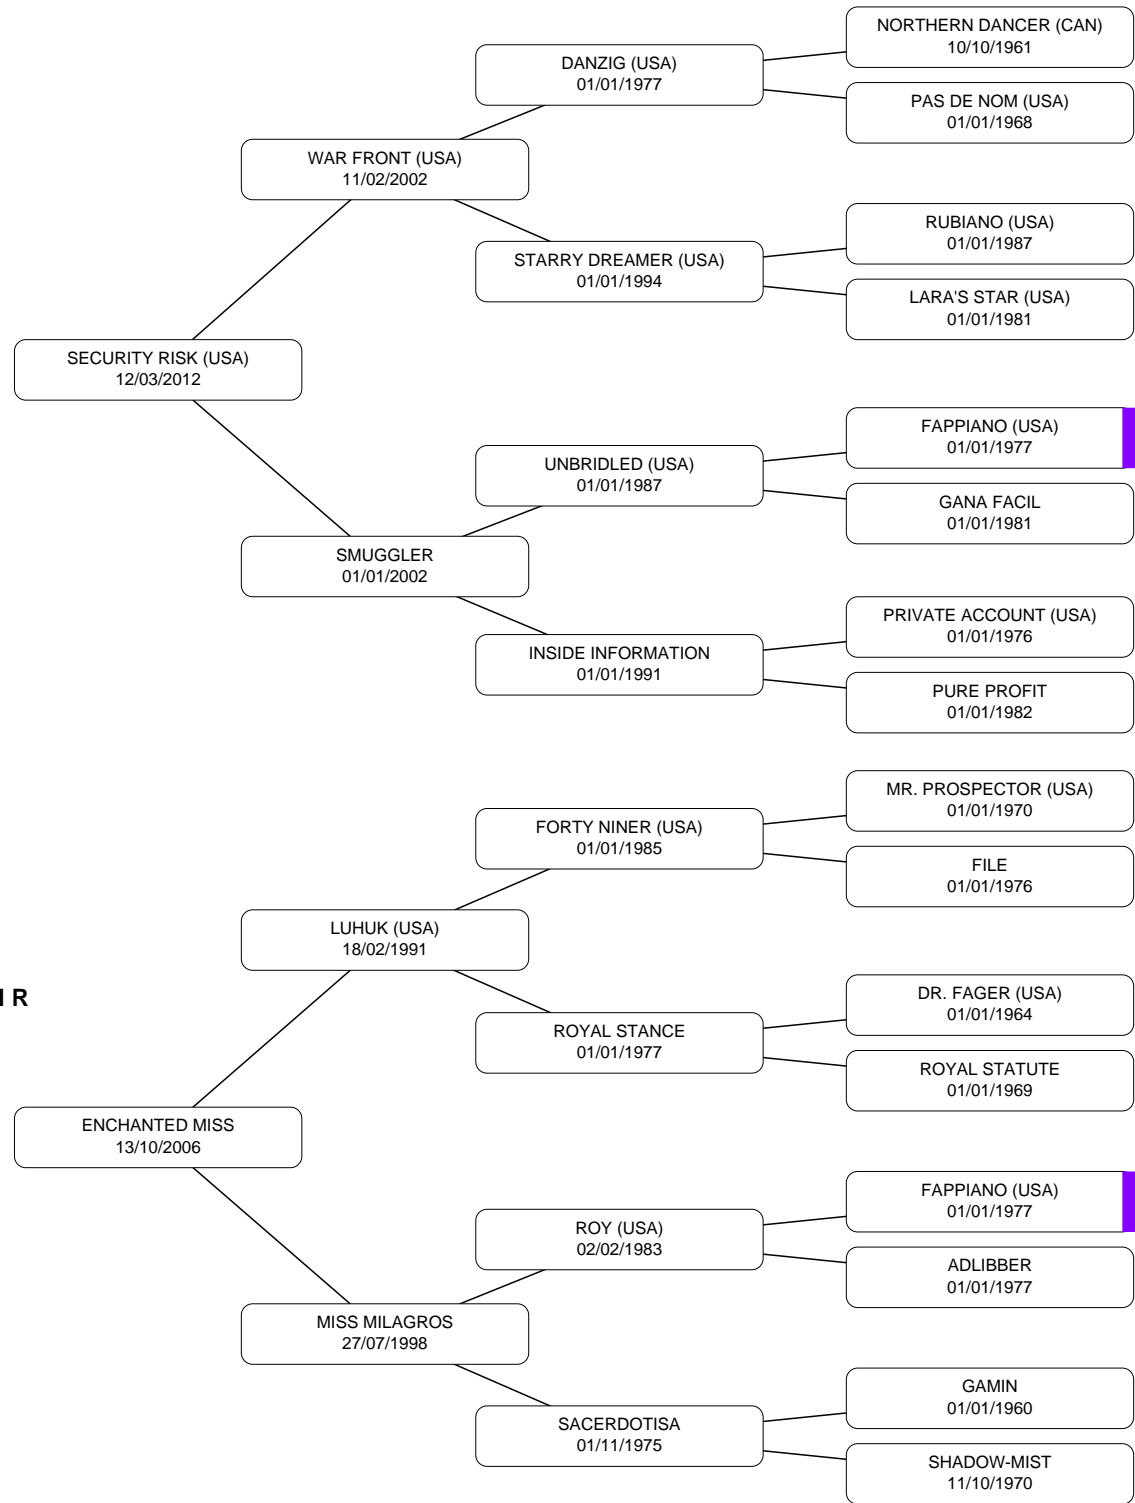 NORTHERN DANCER (CAN)
10/10/1961
DANZIG (USA)
01/01/1977
PAS DE NOM (USA)
01/01/1968
WAR FRONT (USA)
11/02/2002
RUBIANO (USA)
01/01/1987
STARRY DREAMER (USA)
01/01/1994
LARA'S STAR (USA)
01/01/1981
SECURITY RISK (USA)
12/03/2012
FAPPIANO (USA)
01/01/1977
UNBRIDLED (USA)
01/01/1987
GANA FACIL
01/01/1981
SMUGGLER
01/01/2002
PRIVATE ACCOUNT (USA)
01/01/1976
INSIDE INFORMATION
01/01/1991
PURE PROFIT
01/01/1982
MR. PROSPECTOR (USA)
01/01/1970
FORTY NINER (USA)
01/01/1985
FILE
01/01/1976
LUHUK (USA)
18/02/1991
R
DR. FAGER (USA)
01/01/1964
ROYAL STANCE
01/01/1977
ROYAL STATUTE
01/01/1969
ENCHANTED MISS
13/10/2006
FAPPIANO (USA)
01/01/1977
ROY (USA)
02/02/1983
ADLIBBER
01/01/1977
MISS MILAGROS
27/07/1998
GAMIN
01/01/1960
SACERDOTISA
01/11/1975
SHADOW-MIST
11/10/1970